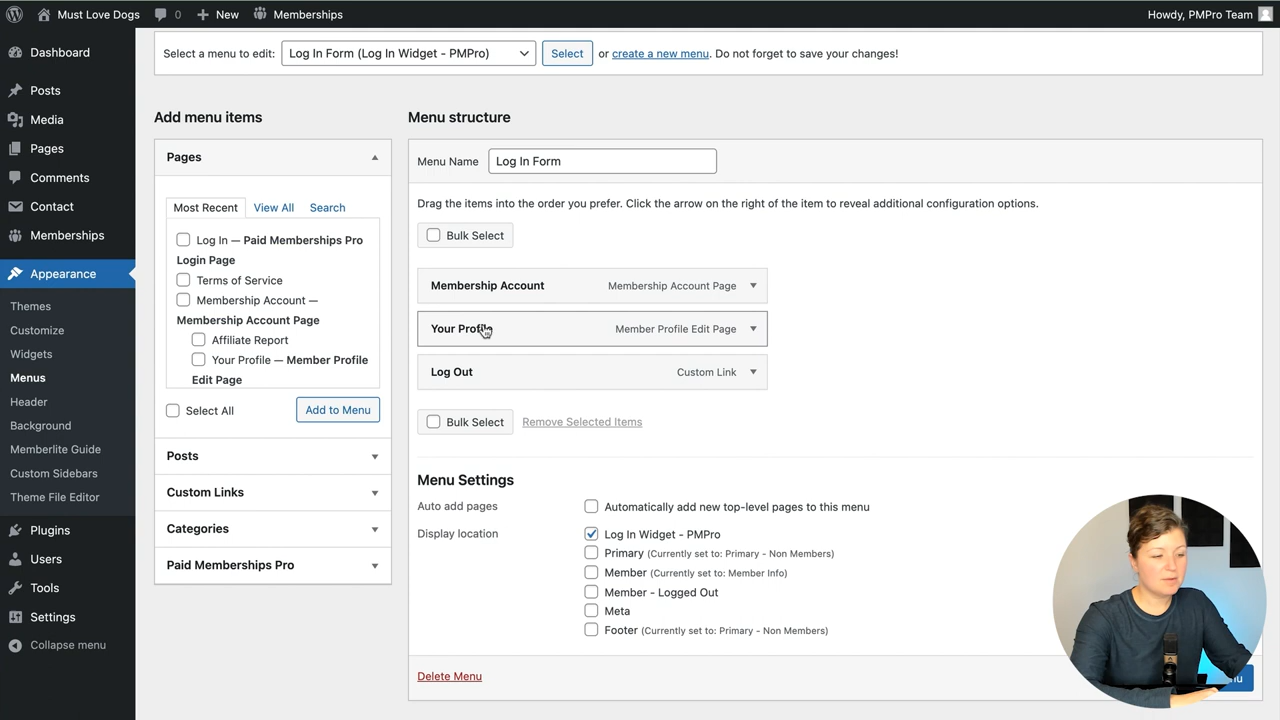 Must Love Dogs 0 New Memberships Howdy, PMPro Team
Dashboard
Posts
Media
Pages
Comments
Contact
Memberships
Appearance
Themes
Customize
Widgets
Menus
Header
Background
Memberlite Guide
Custom Sidebars
Theme File Editor
Plugins
Users
Tools
Settings
Collapse menu
Select a menu to edit: Log In Form (Log In Widget - PMPro) Select or create a new menu. Do not forget to save your changes!
Add menu items
Pages
Most Recent View All Search
Log In — Paid Memberships Pro
Login Page
Terms of Service
Membership Account —
Membership Account Page
Affiliate Report
Your Profile — Member Profile
Edit Page
Select All Add to Menu
Posts
Custom Links
Categories
Paid Memberships Pro
Menu structure
Menu Name Log In Form
Drag the items into the order you prefer. Click the arrow on the right of the item to reveal additional configuration options.
Bulk Select
Membership Account Membership Account Page
Your Profile Member Profile Edit Page
Log Out Custom Link
Bulk Select Remove Selected Items
Menu Settings
Auto add pages Automatically add new top-level pages to this menu
Display location Log In Widget - PMPro
Primary (Currently set to: Primary - Non Members)
Member (Currently set to: Member Info)
Member - Logged Out
Meta
Footer (Currently set to: Primary - Non Members)
Delete Menu